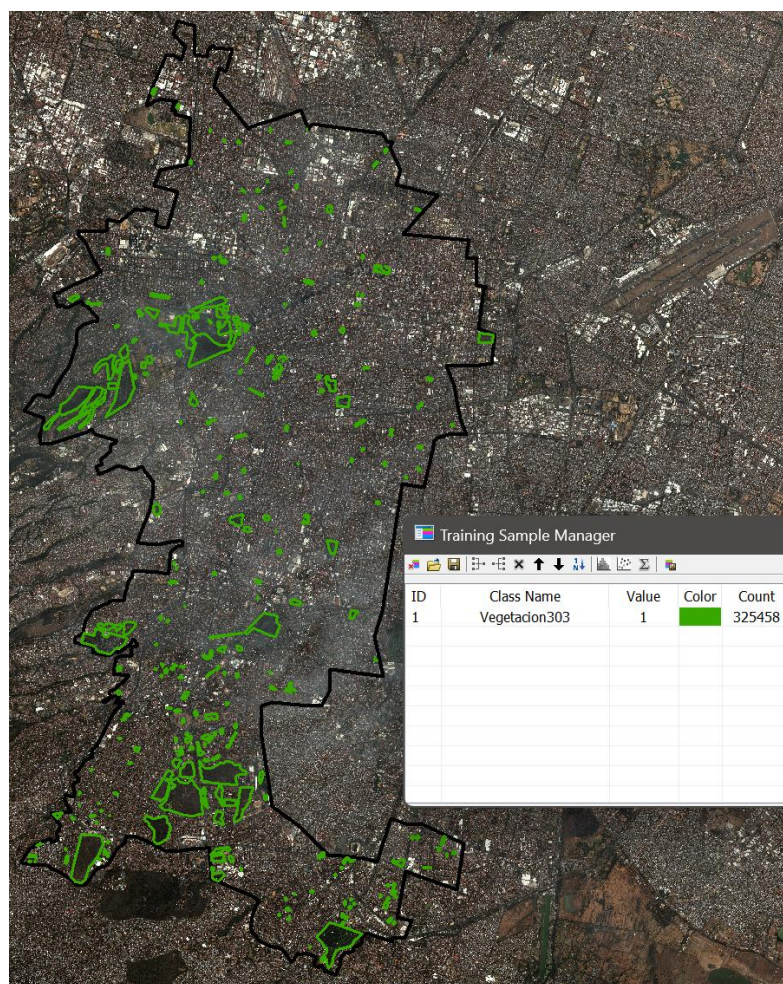 Training Sample Manager
ID Class Name Value Color Count
1 Vegetacion303 1 325458